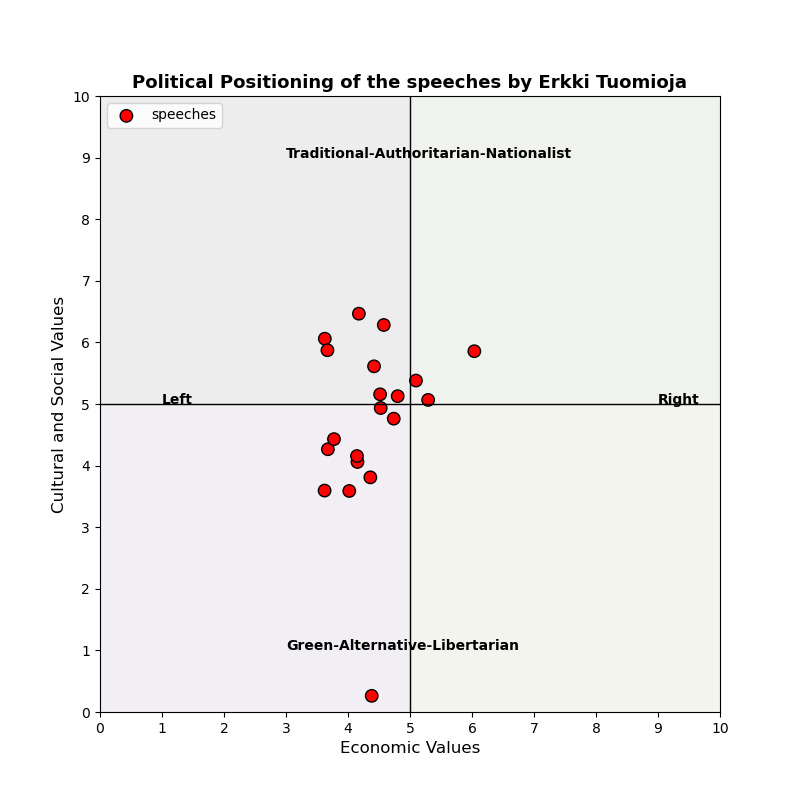 Political Positioning of the speeches by Erkki Tuomioja
speeches
Traditional-Authoritarian-Nationalist
Left
Right
Green-Alternative-Libertarian
Cultural and Social Values
10
9
8
7
6
5
4
3
2
1
0
0 1 2 3 4 5 6 7 8 9 10
Economic Values